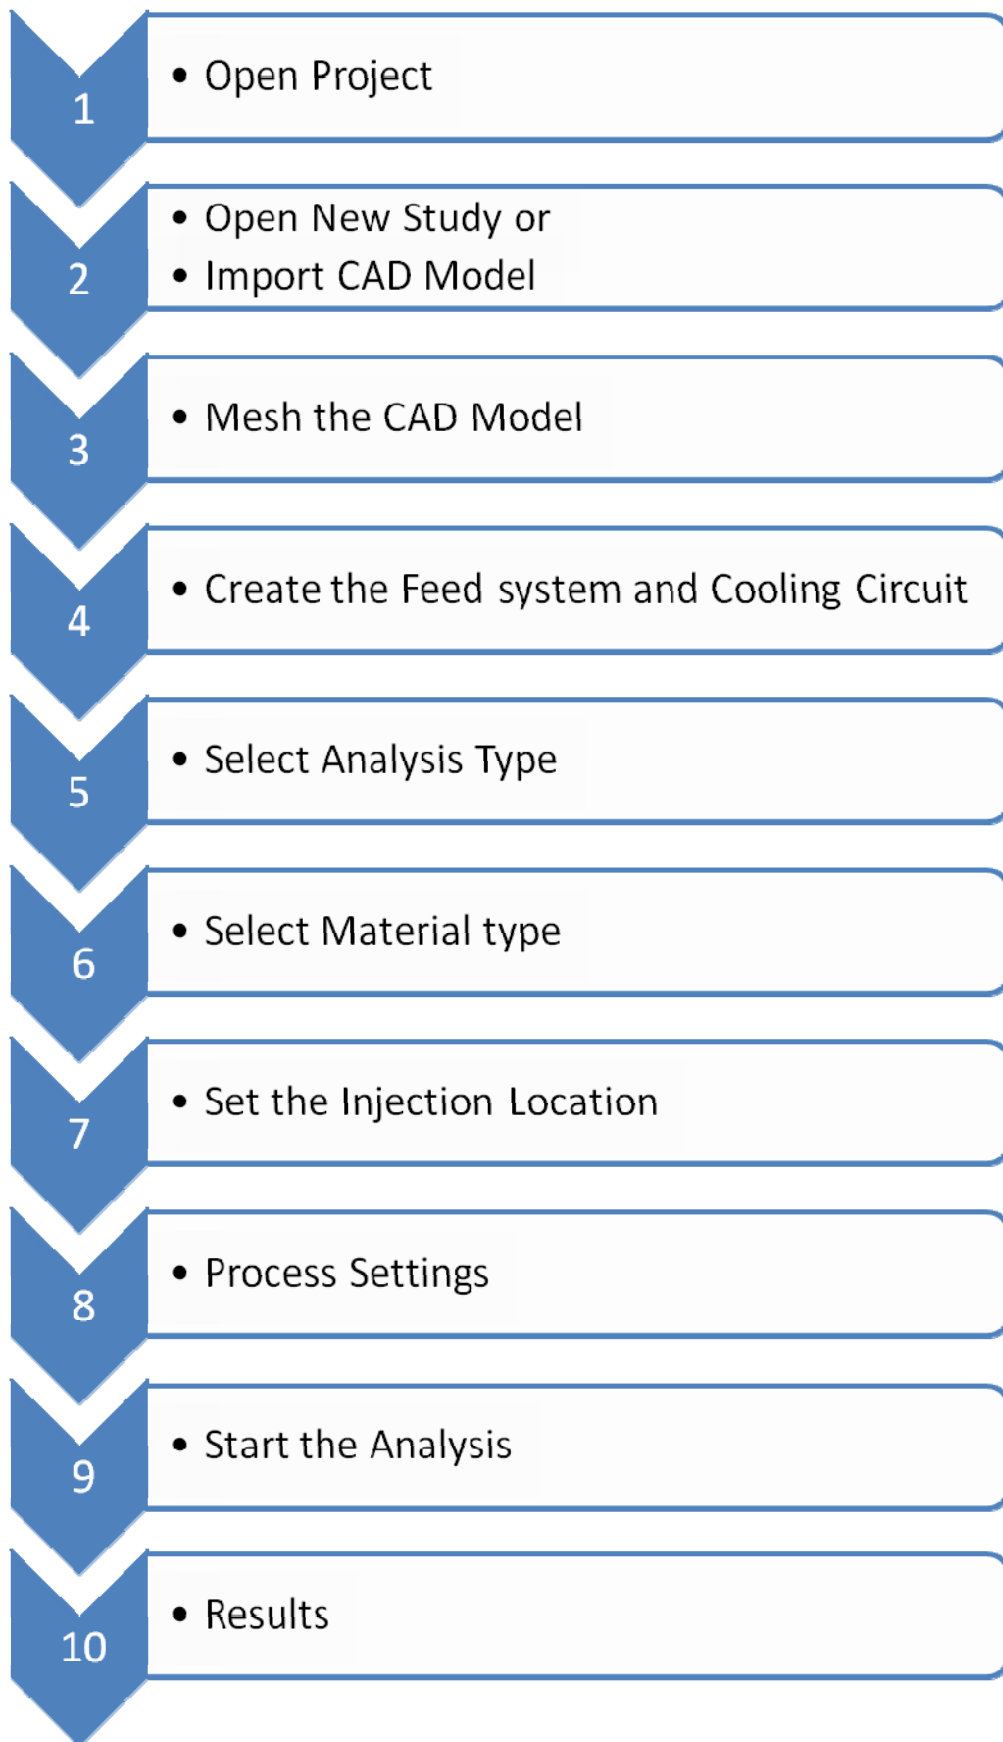 1
• Open Project
2
• Open New Study or
• Import CAD Model
3
• Mesh the CAD Model
4
• Create the Feed system and Cooling Circuit
5
• Select Analysis Type
6
• Select Material type
7
• Set the Injection Location
8
• Process Settings
9
• Start the Analysis
10
• Results